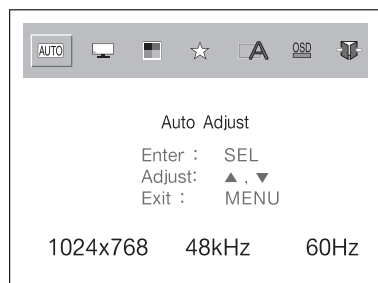 AUTO A OSD
Auto Adjust
Enter : SEL
Adjust: ▲ , ▼
Exit : MENU
1024x768 48kHz 60Hz